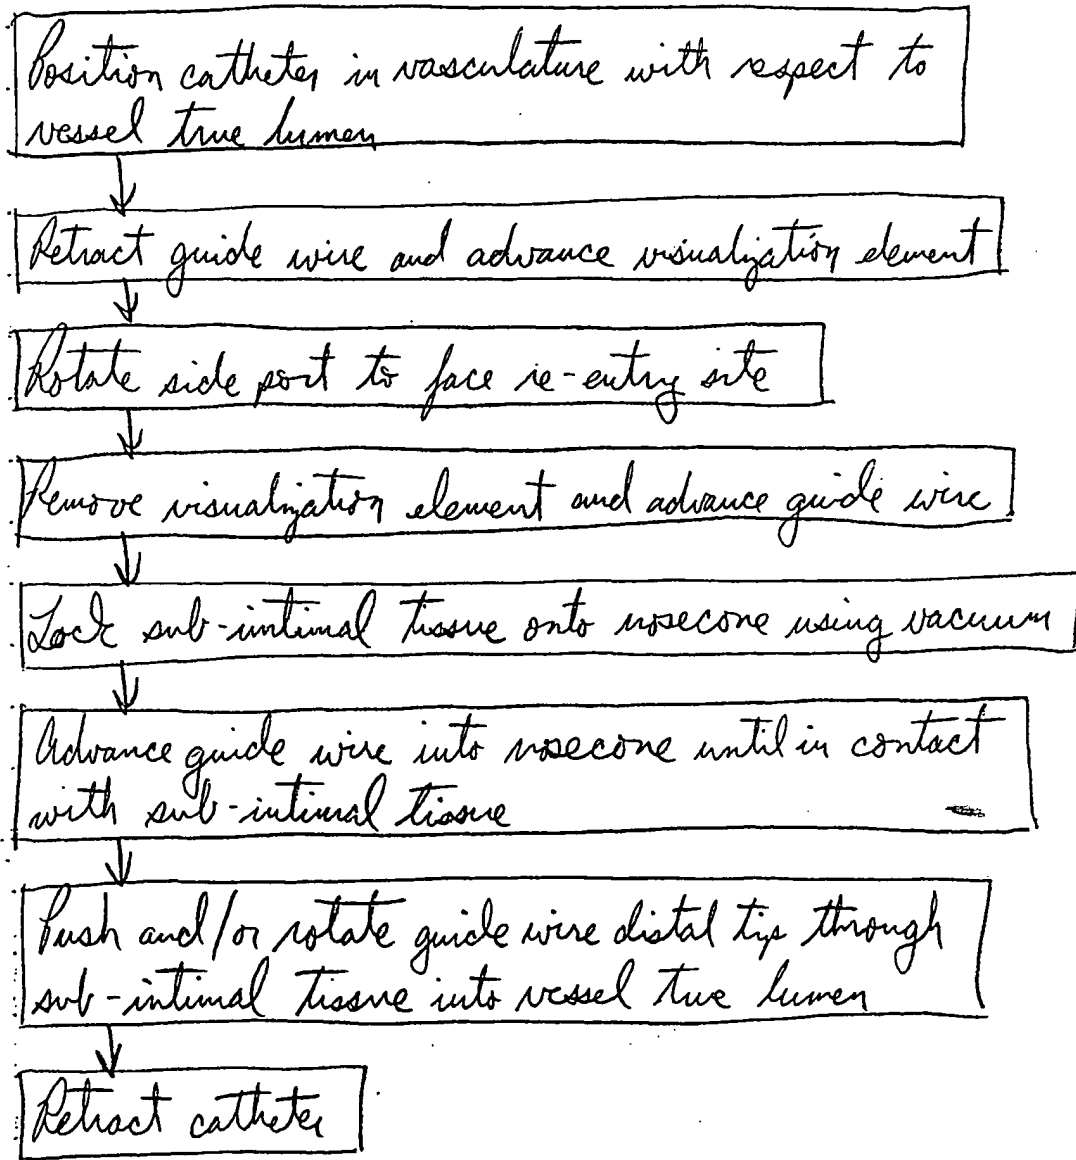 Position catheter in vasculature with respect to
vessel true lumen
Retract guide wire and advance visualization element
Rotate side port to face re-entry site
Remove visualization element and advance guide wire
Lock sub-intimal tissue onto nosecone using vacuum
Advance guide wire into nosecone until in contact
with sub-intimal tissue
Push and/or rotate guide wire distal tip through
sub-intimal tissue into vessel true lumen
Retract catheter